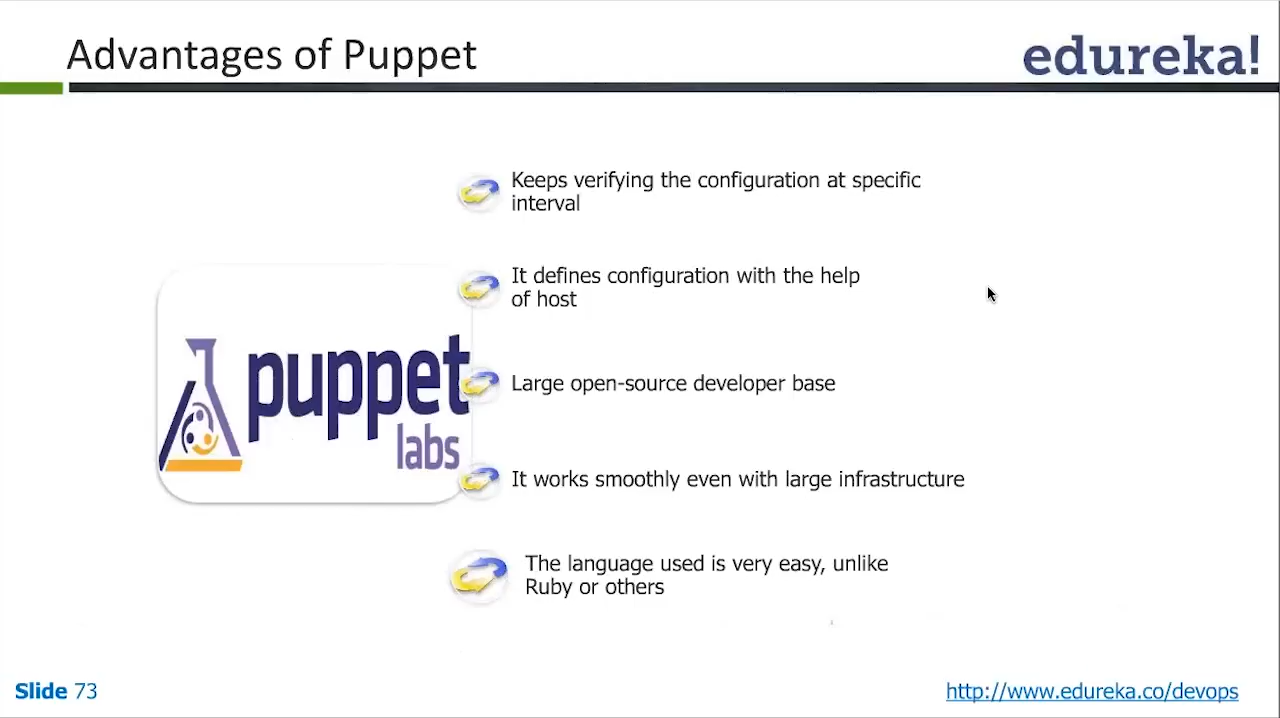 Advantages of Puppet
edureka!
Keeps verifying the configuration at specific
interval
It defines configuration with the help
of host
Large open-source developer base
puppet
labs
It works smoothly even with large infrastructure
The language used is very easy, unlike
Ruby or others
Slide 73
http://www.edureka.co/devops